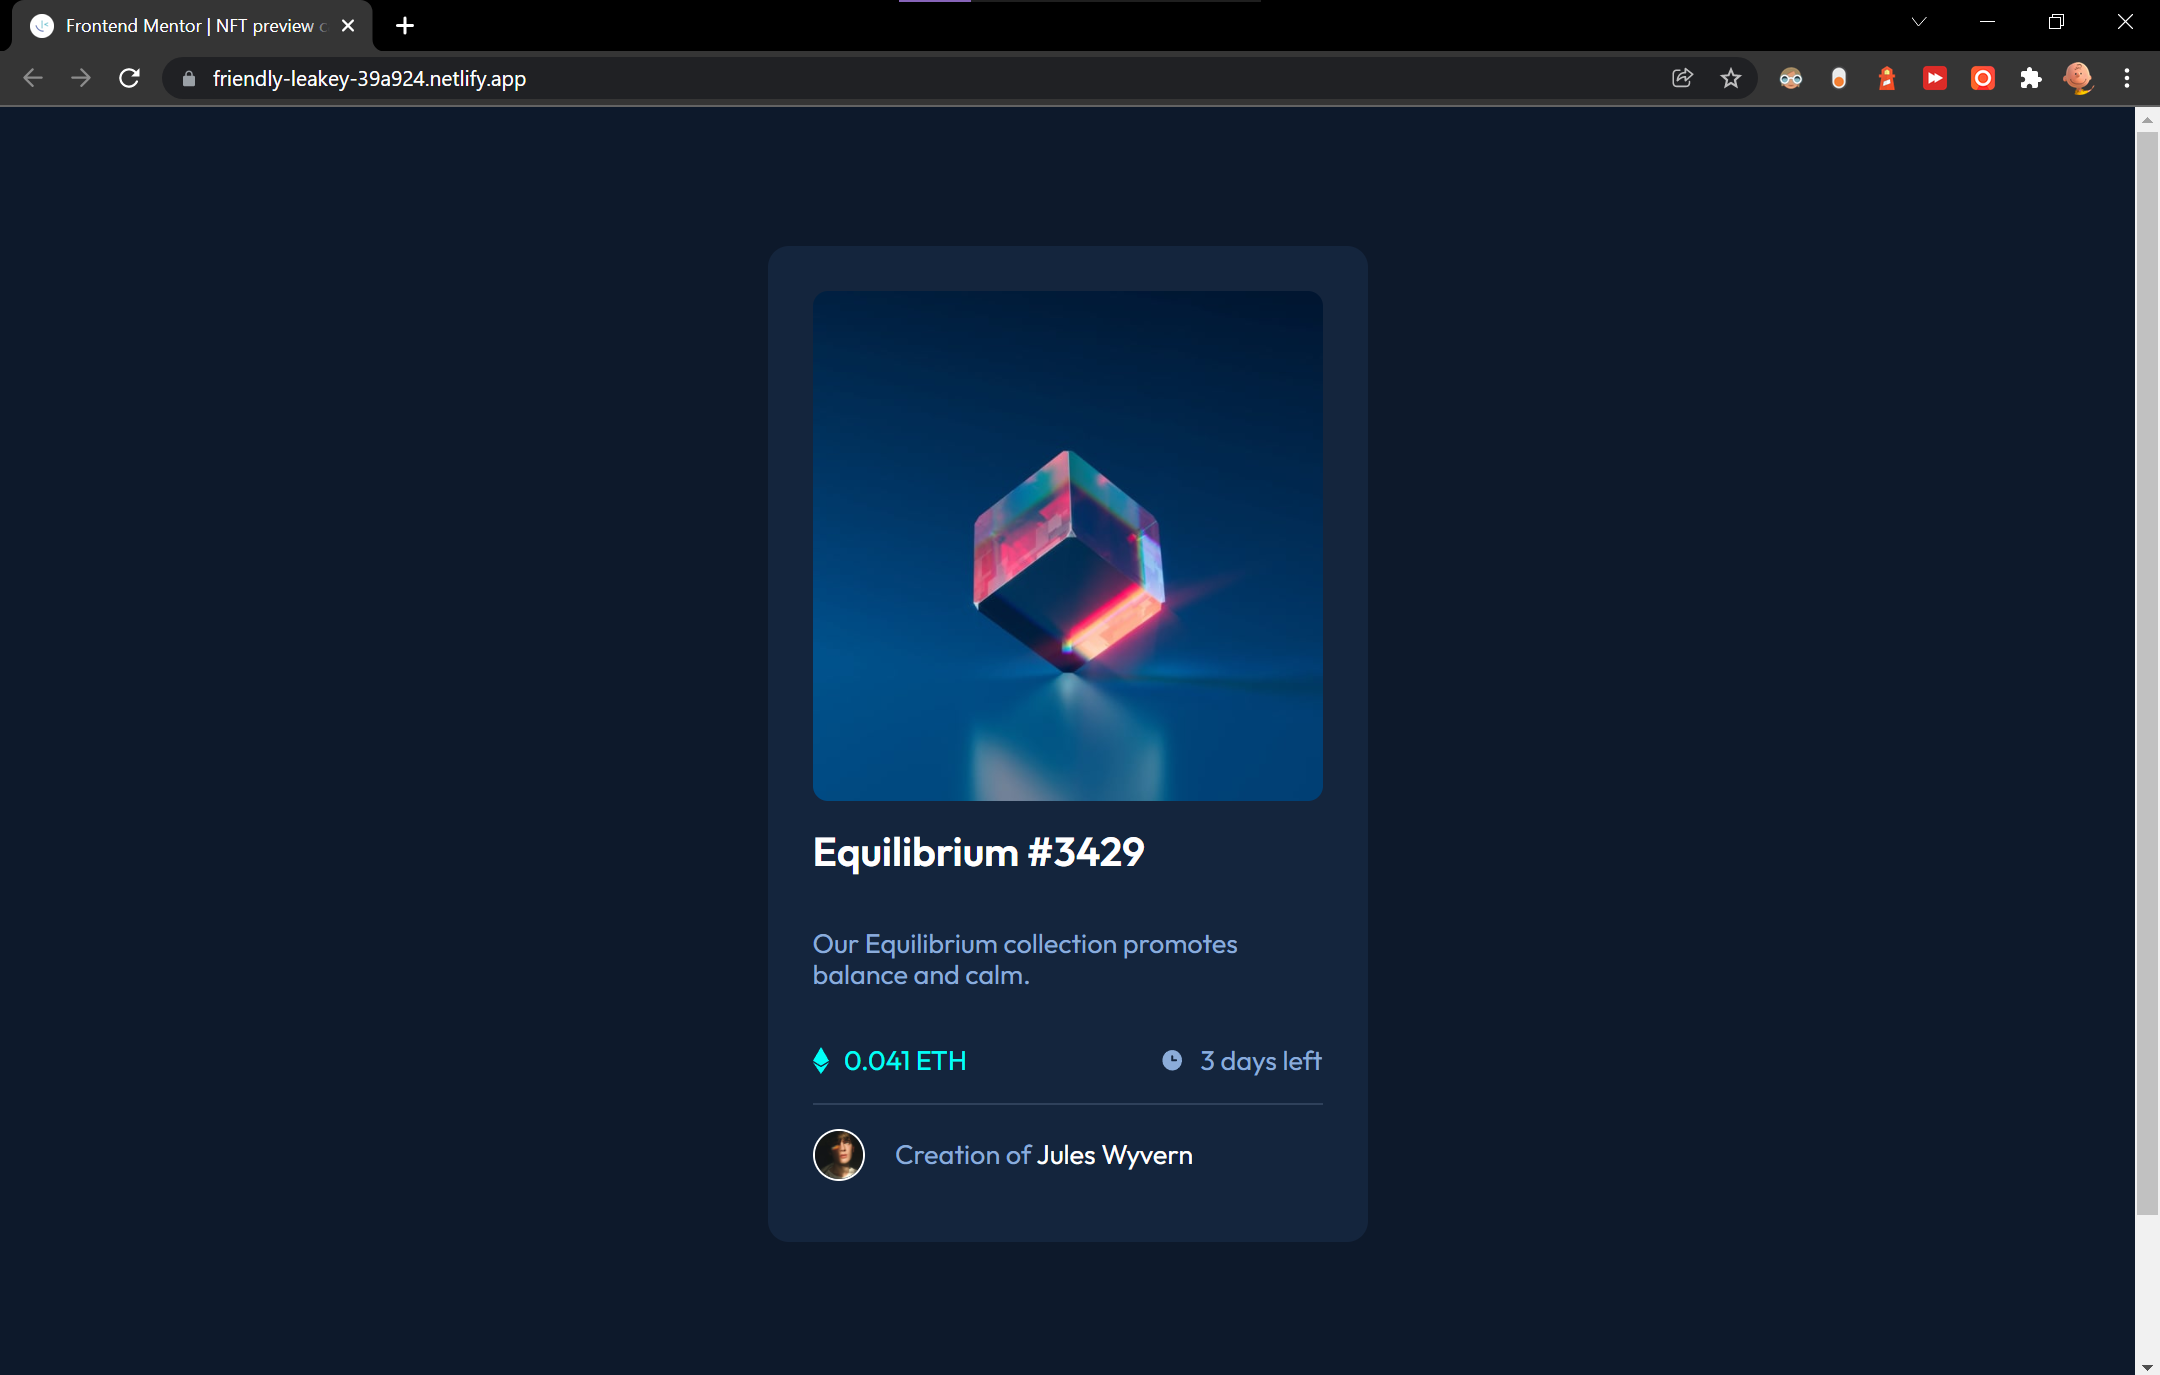 Frontend Mentor | NFT preview
friendly-leakey-39a924.netlify.app
Equilibrium #3429
Our Equilibrium collection promotes
balance and calm.
0.041 ETH
3 days left
Creation of Jules Wyvern